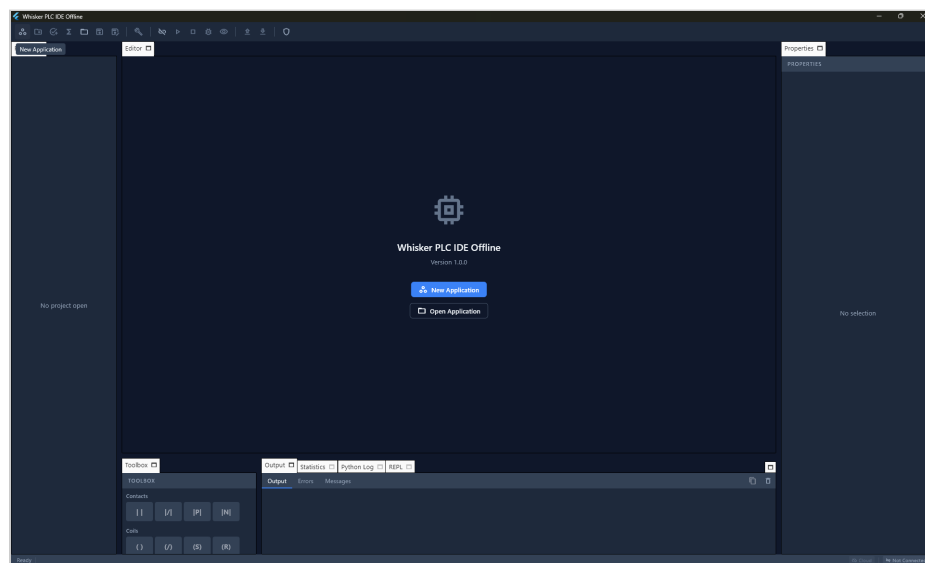 Whisker PLC IDE Offline
New Application
Editor
Properties
PROPERTIES
Whisker PLC IDE Offline
Version 1.0.0
New Application
Open Application
No project open
No selection
Toolbox
Output Statistics Python Log REPL
TOOLBOX
Output Errors Messages
Contacts
[ ] [/] [P] [N]
Coils
( ) (/) (S) (R)
Ready
Cloud
Not Connected